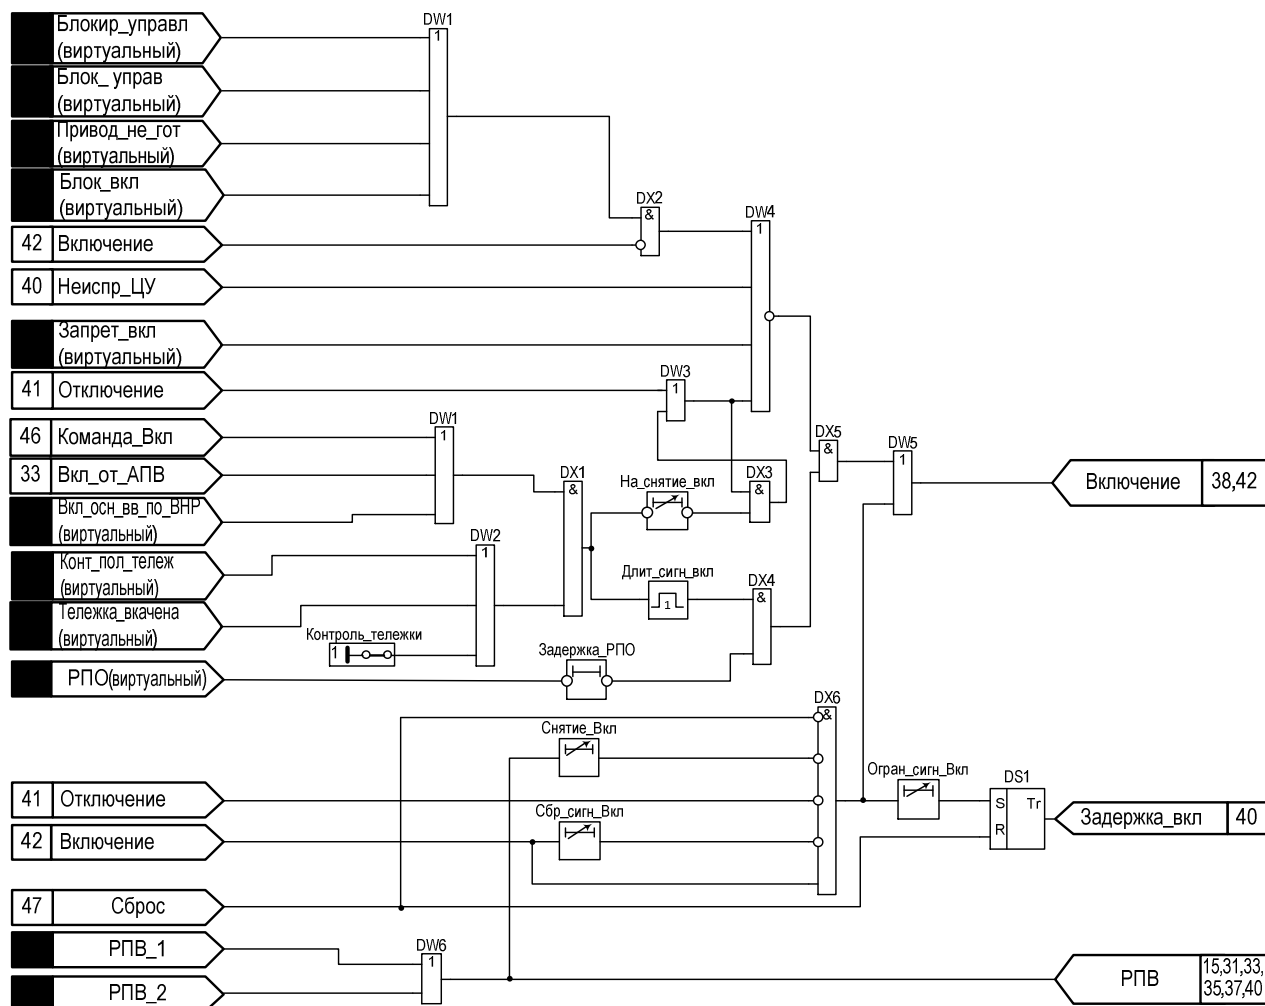 Блокир_управл
(виртуальный)
DW1
1
Блок_ управ
(виртуальный)
Привод_не_гот
(виртуальный)
Блок_вкл
(виртуальный)
DX2
&
DW4
1
42 Включение
40 Неиспр_ЦУ
Запрет_вкл
(виртуальный)
41 Отключение
DW3
1
46 Команда_Вкл
DW1
1
DX5
&
DW5
1
33 Вкл_от_АПВ
DX1
&
На_снятие_вкл
DX3
&
Включение 38,42
Вкл_осн_вв_по_ВНР
(виртуальный)
DW2
1
Конт_пол_тележ
(виртуальный)
Длит_сигн_вкл
1
DX4
&
Тележка_вкачена
(виртуальный)
Контроль_тележки
1
Задержка_РПО
РПО(виртуальный)
DX6
&
Снятие_Вкл
Огран_сигн_Вкл
DS1
S Tr
R
41 Отключение
Сбр_сигн_Вкл
Задержка_вкл 40
42 Включение
47 Сброс
РПВ_1
DW6
1
РПВ 15,31,33,
35,37,40
РПВ_2